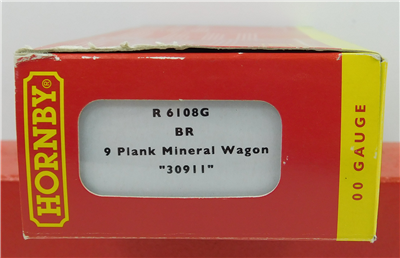 HORNBY®
R 6108G
BR
9 Plank Mineral Wagon
"30911"
00 GAUGE